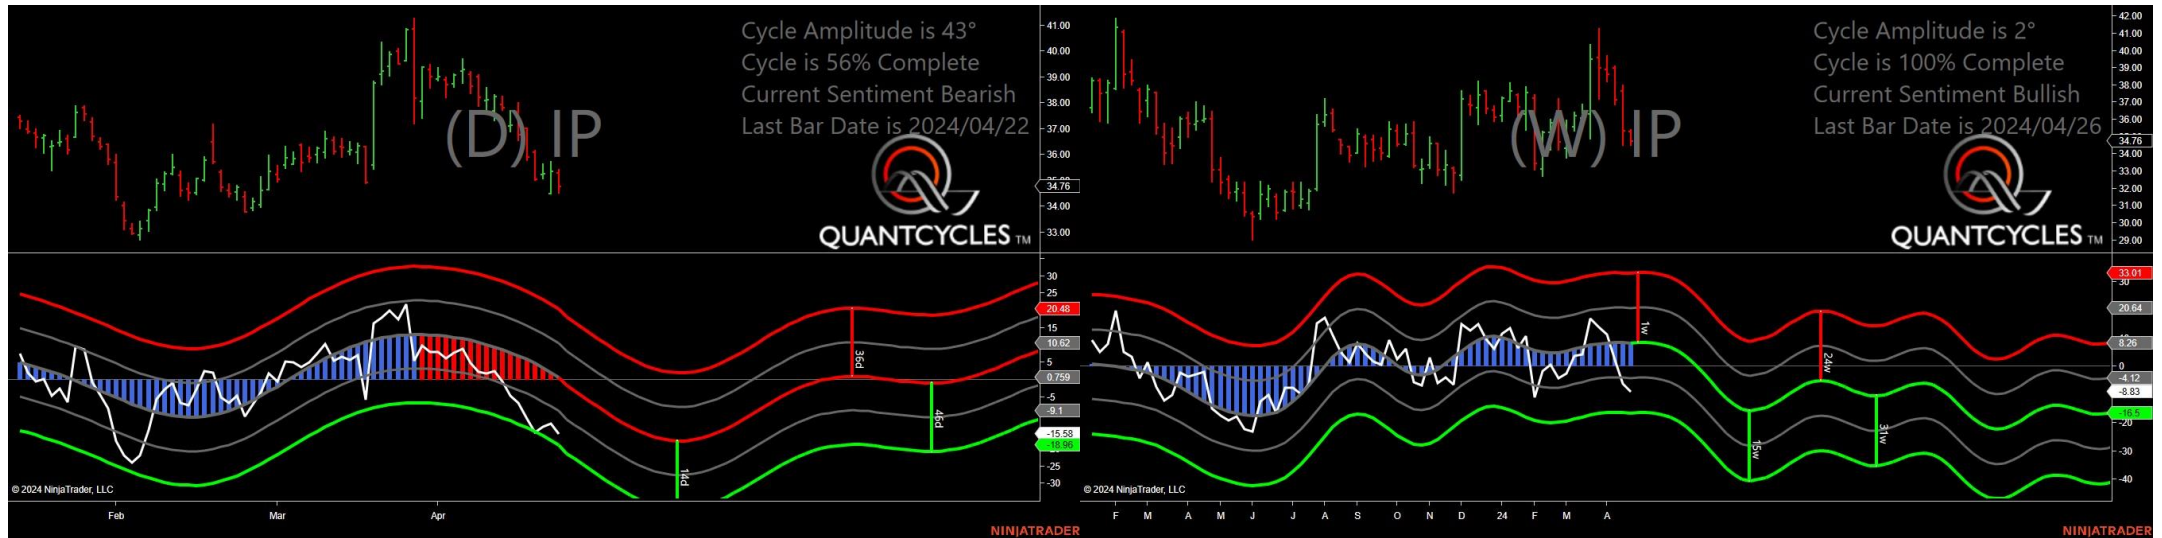 Cycle Amplitude is 43°
Cycle is 56% Complete
Current Sentiment Bearish
Last Bar Date is 2024/04/22
(D) IP
QUANTCYCLES TM
41.00
40.00
39.00
38.00
37.00
36.00
35.00
34.76
34.00
33.00
30
25
20.48
15
10.62
5
0.759
-5
-9.1
-15.58
-18.96
-25
-30
36d
46d
14d
© 2024 NinjaTrader, LLC
Feb Mar Apr
NINJATRADER
Cycle Amplitude is 2°
Cycle is 100% Complete
Current Sentiment Bullish
Last Bar Date is 2024/04/26
(W) IP
QUANTCYCLES TM
42.00
41.00
40.00
39.00
38.00
37.00
36.00
34.76
34.00
33.00
32.00
31.00
30.00
29.00
33.01
30
20.64
8.26
0
-4.12
-8.83
-16.5
-20
-30
-40
1w
24w
15w
31w
© 2024 NinjaTrader, LLC
F M A M J J A S O N D 24 F M A
NINJATRADER